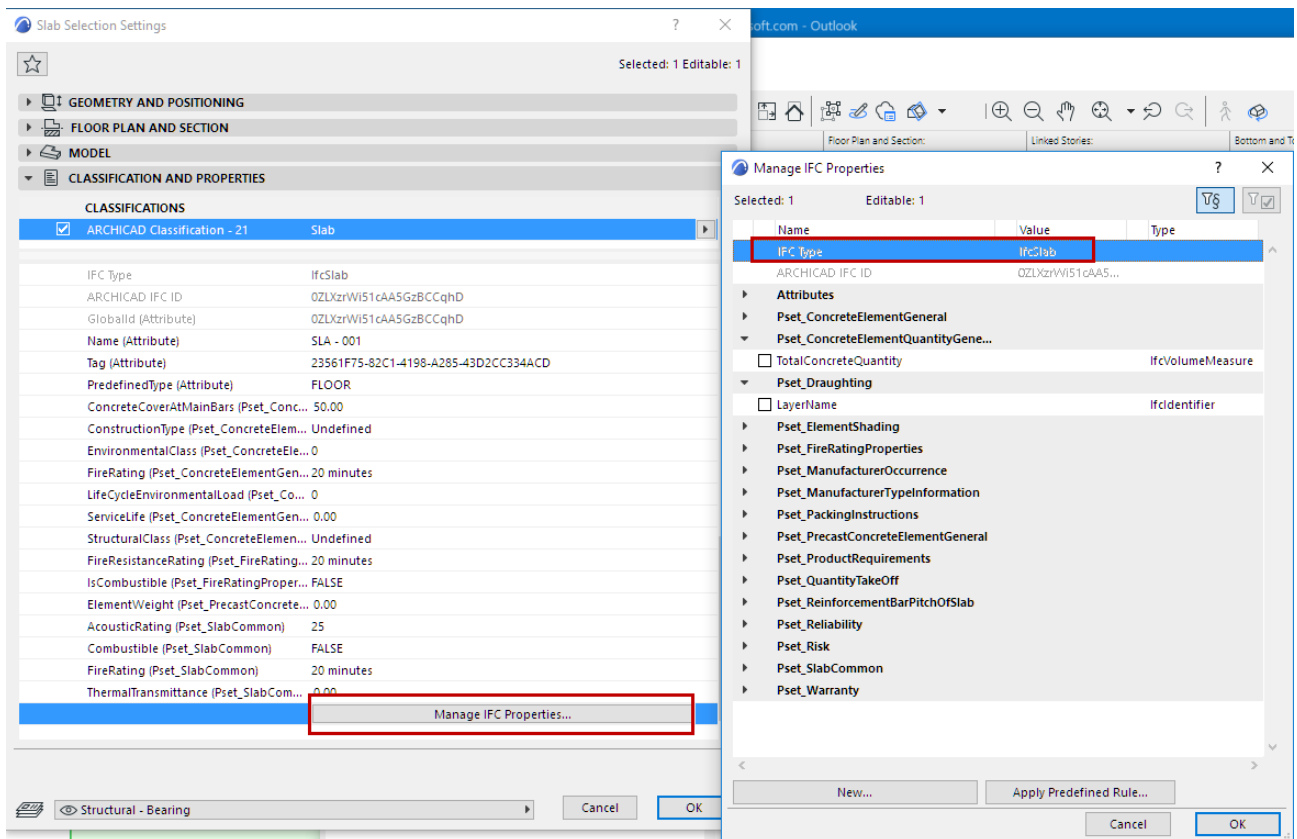 Slab Selection Settings
?
soft.com - Outlook
Selected: 1 Editable: 1
GEOMETRY AND POSITIONING
FLOOR PLAN AND SECTION
MODEL
CLASSIFICATION AND PROPERTIES
CLASSIFICATIONS
ARCHICAD Classification - 21 Slab
IFC Type IfcSlab
ARCHICAD IFC ID 0ZLXzrWi51cAA5GzBCCqhD
GlobalId (Attribute) 0ZLXzrWi51cAA5GzBCCqhD
Name (Attribute) SLA - 001
Tag (Attribute) 23561F75-82C1-4198-A285-43D2CC334ACD
PredefinedType (Attribute) FLOOR
ConcreteCoverAtMainBars (Pset_Conc... 50.00
ConstructionType (Pset_ConcreteElem... Undefined
EnvironmentalClass (Pset_ConcreteEle... 0
FireRating (Pset_ConcreteElementGen... 20 minutes
LifeCycleEnvironmentalLoad (Pset_Co... 0
ServiceLife (Pset_ConcreteElementGen... 0.00
StructuralClass (Pset_ConcreteElemen... Undefined
FireResistanceRating (Pset_FireRating... 20 minutes
IsCombustible (Pset_FireRatingProper... FALSE
ElementWeight (Pset_PrecastConcrete... 0.00
AcousticRating (Pset_SlabCommon) 25
Combustible (Pset_SlabCommon) FALSE
FireRating (Pset_SlabCommon) 20 minutes
ThermalTransmittance (Pset_SlabCom... 0.00
Manage IFC Properties...
Structural - Bearing
Cancel
OK
Floor Plan and Section:
Linked Stories:
Bottom and To
Manage IFC Properties
?
Selected: 1 Editable: 1
Name Value Type
IFC Type IfcSlab
ARCHICAD IFC ID 0ZLXzrWi51cAA5...
Attributes
Pset_ConcreteElementGeneral
Pset_ConcreteElementQuantityGene...
TotalConcreteQuantity IfcVolumeMeasure
Pset_Draughting
LayerName IfcIdentifier
Pset_ElementShading
Pset_FireRatingProperties
Pset_ManufacturerOccurrence
Pset_ManufacturerTypeInformation
Pset_PackingInstructions
Pset_PrecastConcreteElementGeneral
Pset_ProductRequirements
Pset_QuantityTakeOff
Pset_ReinforcementBarPitchOfSlab
Pset_Reliability
Pset_Risk
Pset_SlabCommon
Pset_Warranty
New...
Apply Predefined Rule...
Cancel
OK